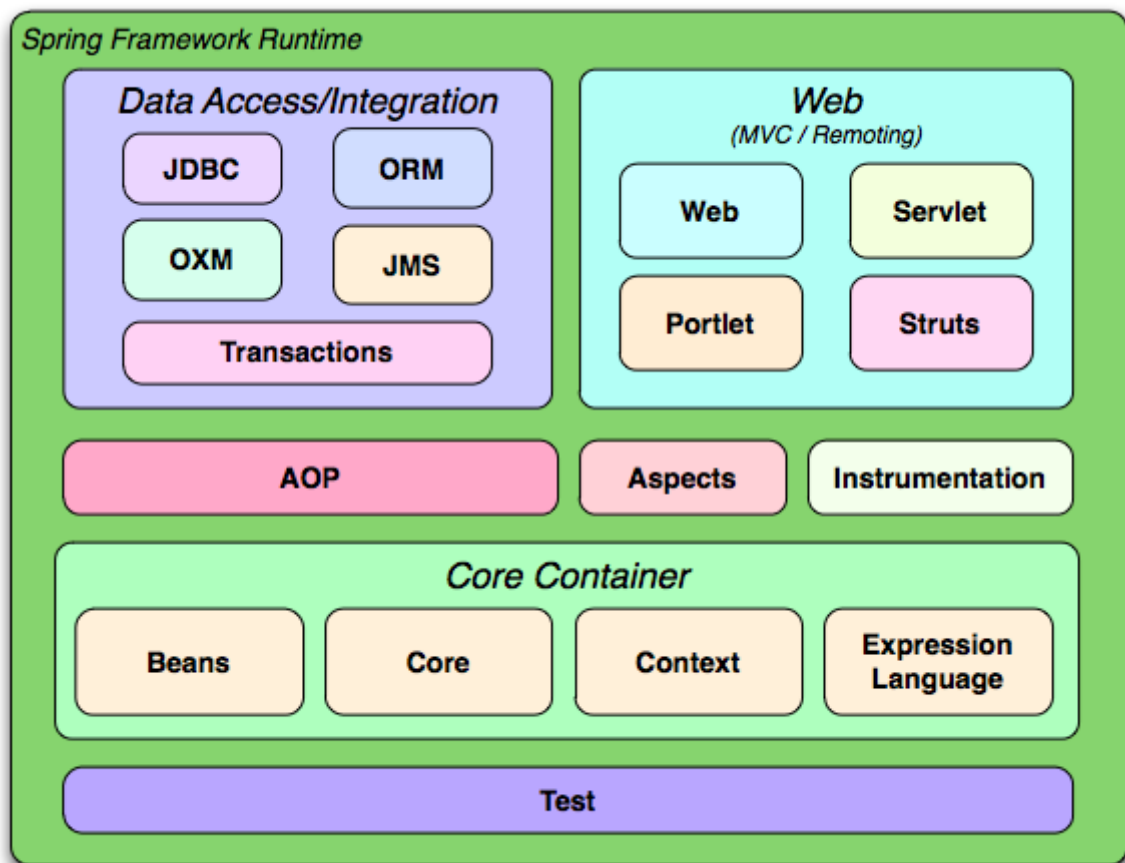 Spring Framework Runtime
Data Access/Integration
JDBC
ORM
OXM
JMS
Transactions
Web
(MVC / Remoting)
Web
Servlet
Portlet
Struts
AOP
Aspects
Instrumentation
Core Container
Beans
Core
Context
Expression
Language
Test